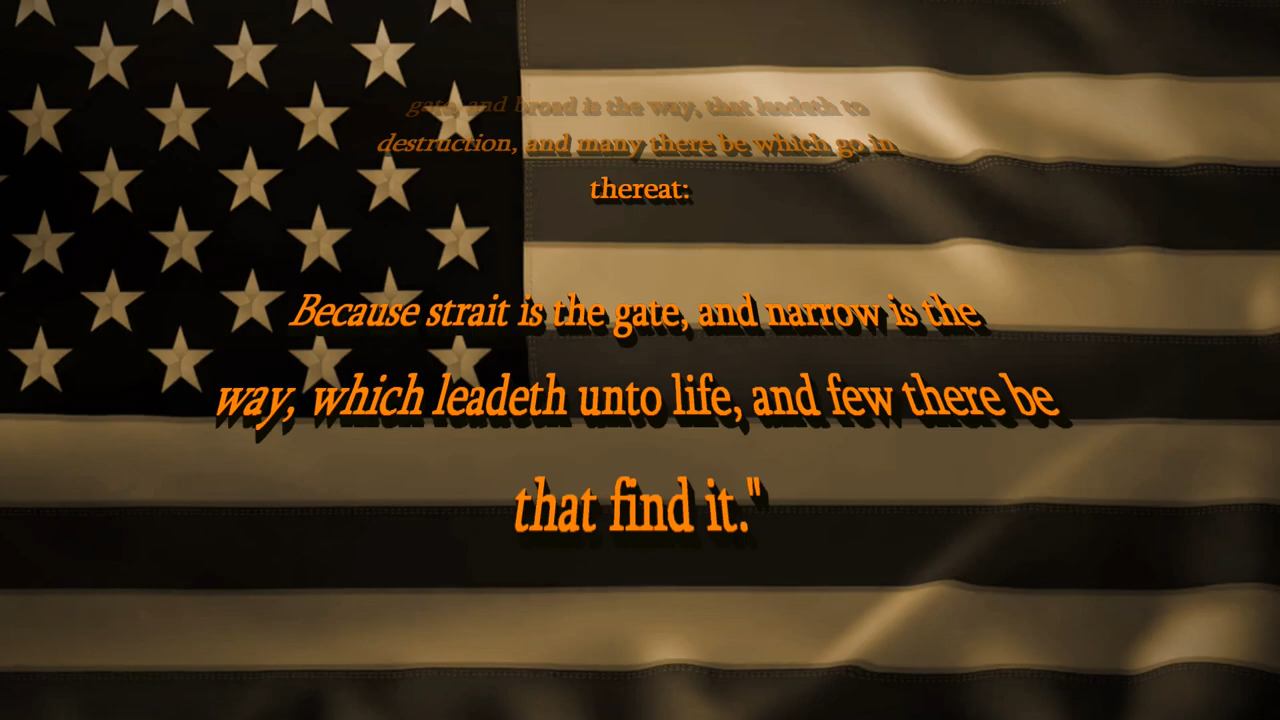 gate, and broad is the way, that leadeth to
destruction, and many there be which go in
thereat:
Because strait is the gate, and narrow is the
way, which leadeth unto life, and few there be
that find it."